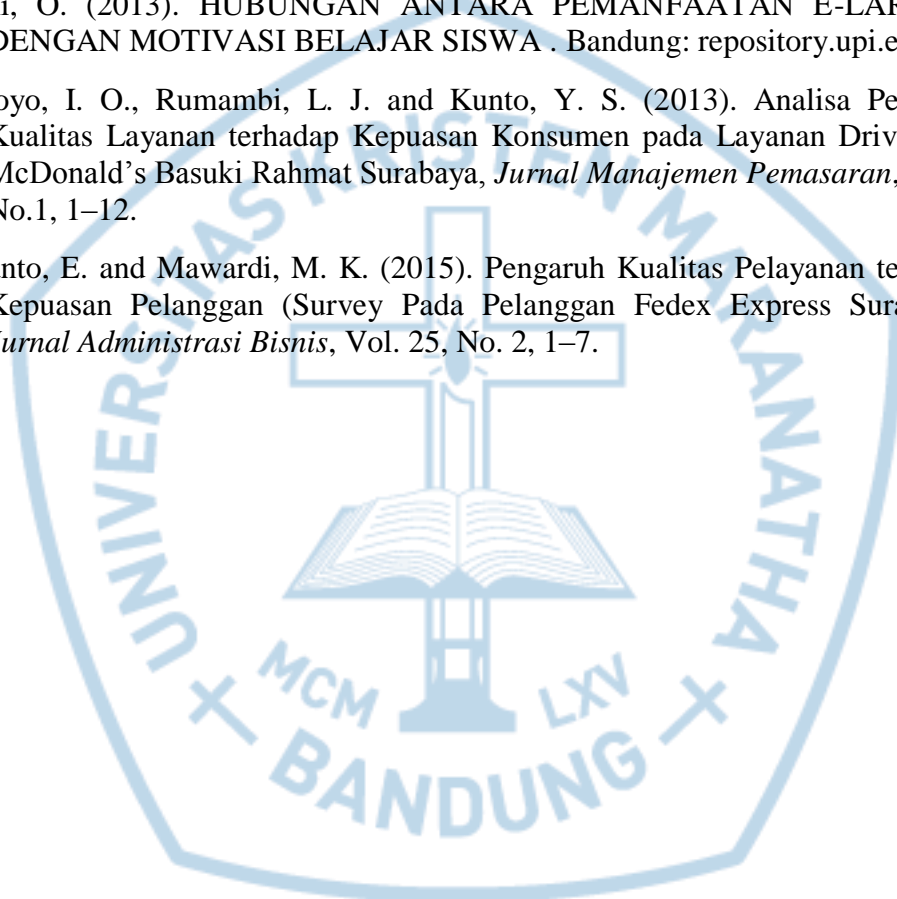 i, O. (2013). HUBUNGAN ANTARA PEMANFAATAN E-LAR
DENGAN MOTIVASI BELAJAR SISWA . Bandung: repository.upi.e
oyo, I. O., Rumambi, L. J. and Kunto, Y. S. (2013). Analisa Pe
Kualitas Layanan terhadap Kepuasan Konsumen pada Layanan Driv
McDonald's Basuki Rahmat Surabaya, Jurnal Manajemen Pemasaran,
No.1, 1–12.
nto, E. and Mawardi, M. K. (2015). Pengaruh Kualitas Pelayanan te
Kepuasan Pelanggan (Survey Pada Pelanggan Fedex Express Sura
Jurnal Administrasi Bisnis, Vol. 25, No. 2, 1–7.
UNIVERSITAS KRISTEN MARANATHA
MCM LXV
BANDUNG